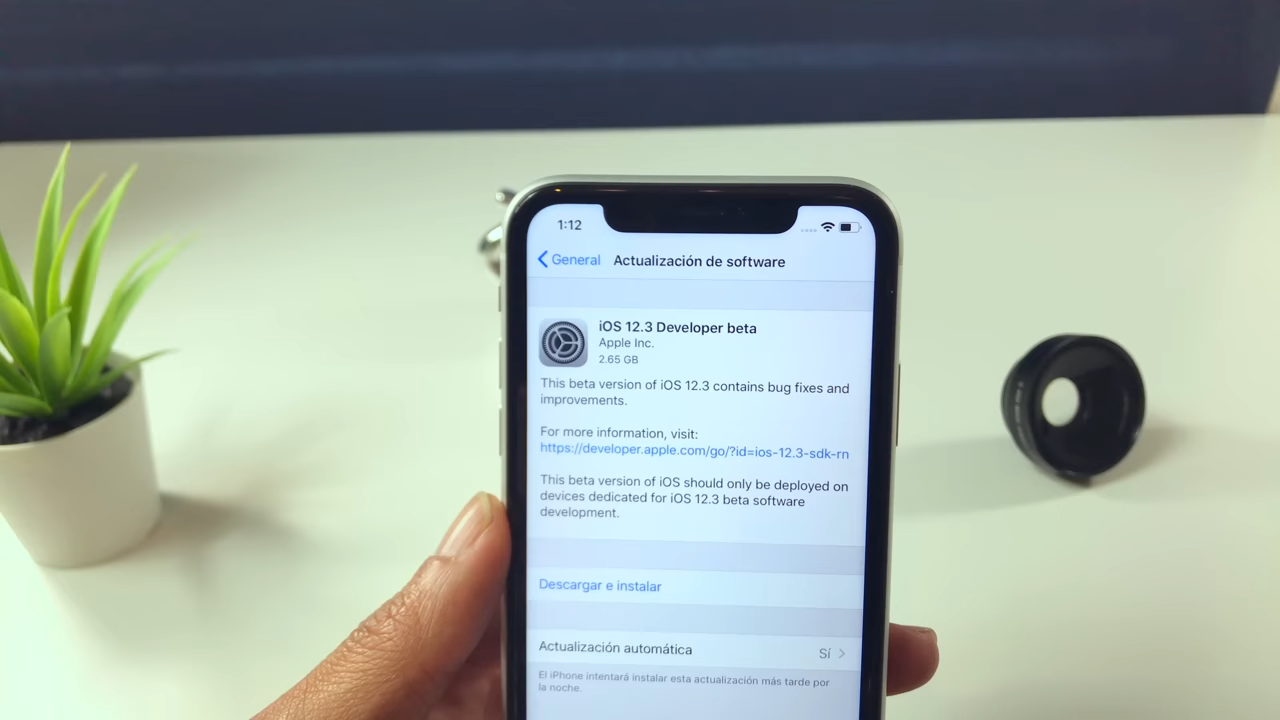 1:12
General
Actualización de software
iOS 12.3 Developer beta
Apple Inc.
2.65 GB
This beta version of iOS 12.3 contains bug fixes and
improvements.
For more information, visit:
https://developer.apple.com/go/?id=ios-12.3-sdk-rn
This beta version of iOS should only be deployed on
devices dedicated for iOS 12.3 beta software
development.
Descargar e instalar
Actualización automática
Sí
El iPhone intentará instalar esta actualización más tarde por
la noche.